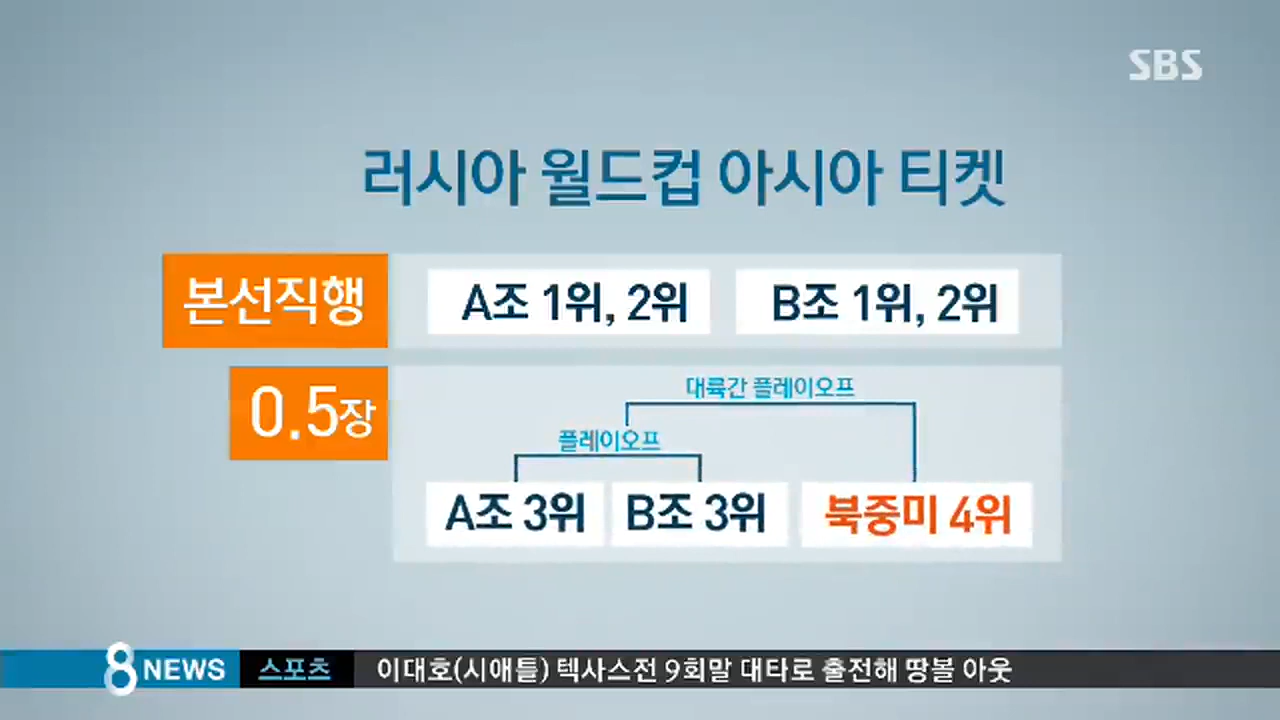 SBS
러시아 월드컵 아시아 티켓
본선직행
A조 1위, 2위
B조 1위, 2위
0.5장
대륙간 플레이오프
플레이오프
A조 3위
B조 3위
북중미 4위
8 NEWS
스포츠
이대호(시애틀) 텍사스전 9회말 대타로 출전해 땅볼 아웃